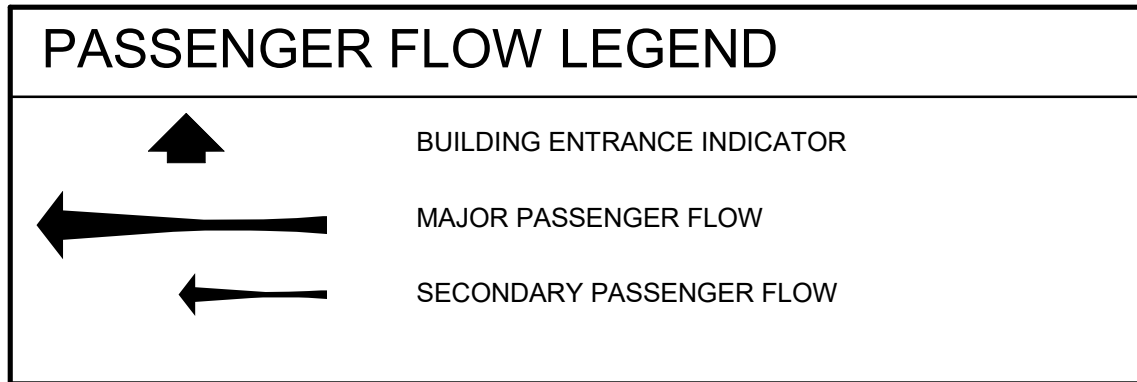 PASSENGER FLOW LEGEND
BUILDING ENTRANCE INDICATOR
MAJOR PASSENGER FLOW
SECONDARY PASSENGER FLOW